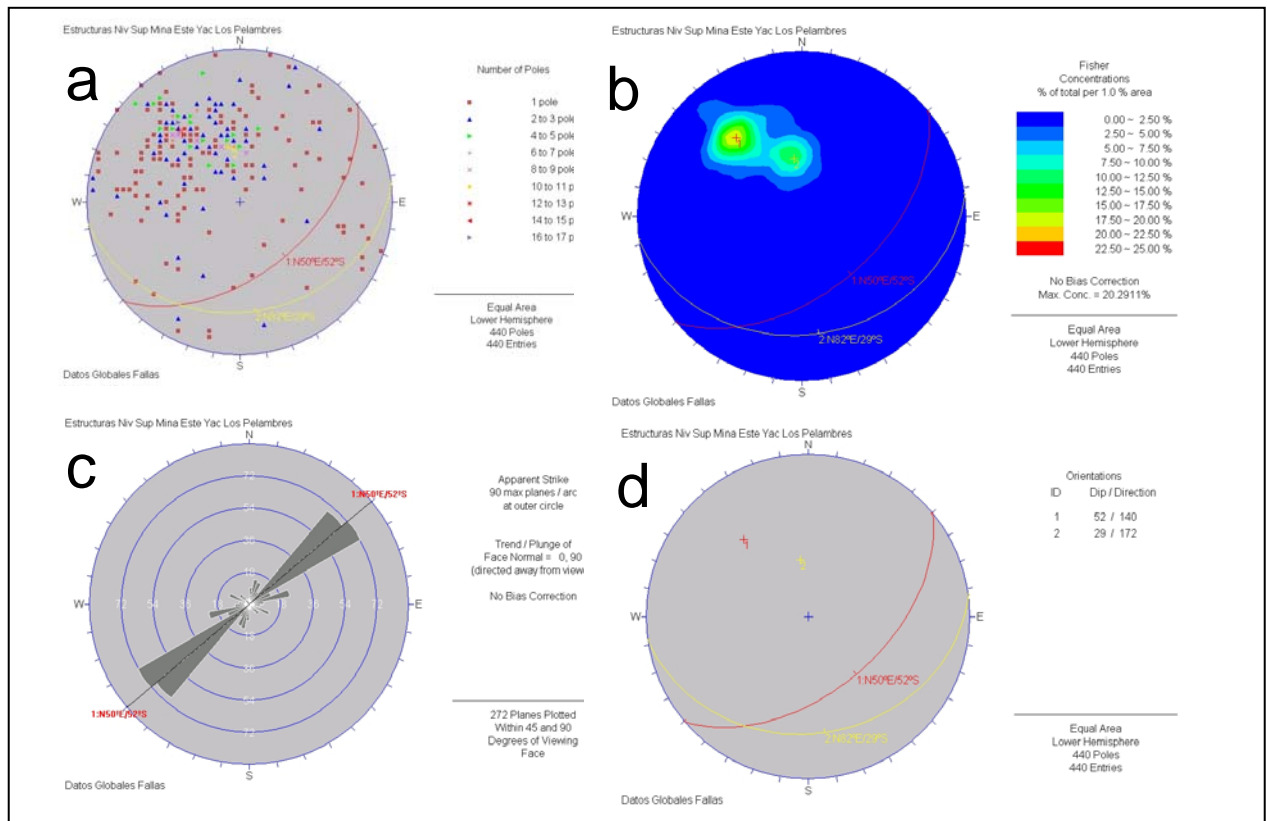 Estructuras Niv Sup Mina Este Yac Los Pelambres
a
N
W
E
S
1:N50ºE/52ºS
Datos Globales Fallas
Number of Poles
1 pole
2 to 3 pole
4 to 5 pole
6 to 7 pole
8 to 9 pole
10 to 11 p
12 to 13 p
14 to 15 p
16 to 17 p
Equal Area
Lower Hemisphere
440 Poles
440 Entries
Estructuras Niv Sup Mina Este Yac Los Pelambres
b
N
W
E
S
1:N50ºE/52ºS
2:N82ºE/29ºS
Datos Globales Fallas
Fisher
Concentrations
% of total per 1.0 % area
0.00 ~ 2.50 %
2.50 ~ 5.00 %
5.00 ~ 7.50 %
7.50 ~ 10.00 %
10.00 ~ 12.50 %
12.50 ~ 15.00 %
15.00 ~ 17.50 %
17.50 ~ 20.00 %
20.00 ~ 22.50 %
22.50 ~ 25.00 %
No Bias Correction
Max. Conc. = 20.2911%
Equal Area
Lower Hemisphere
440 Poles
440 Entries
Estructuras Niv Sup Mina Este Yac Los Pelambres
c
N
1:N50ºE/52ºS
72
54
W
72 54
36 72
E
54
72
1:N50ºE/52ºS
S
Datos Globales Fallas
Apparent Strike
90 max planes / arc
at outer circle
Trend / Plunge of
Face Normal = 0, 90
(directed away from view
No Bias Correction
272 Planes Plotted
Within 45 and 90
Degrees of Viewing
Face
Estructuras Niv Sup Mina Este Yac Los Pelambres
d
N
1
2
W
E
S
1:N50ºE/52ºS
2:N82ºE/29ºS
Datos Globales Fallas
Orientations
ID Dip / Direction
1 52 / 140
2 29 / 172
Equal Area
Lower Hemisphere
440 Poles
440 Entries